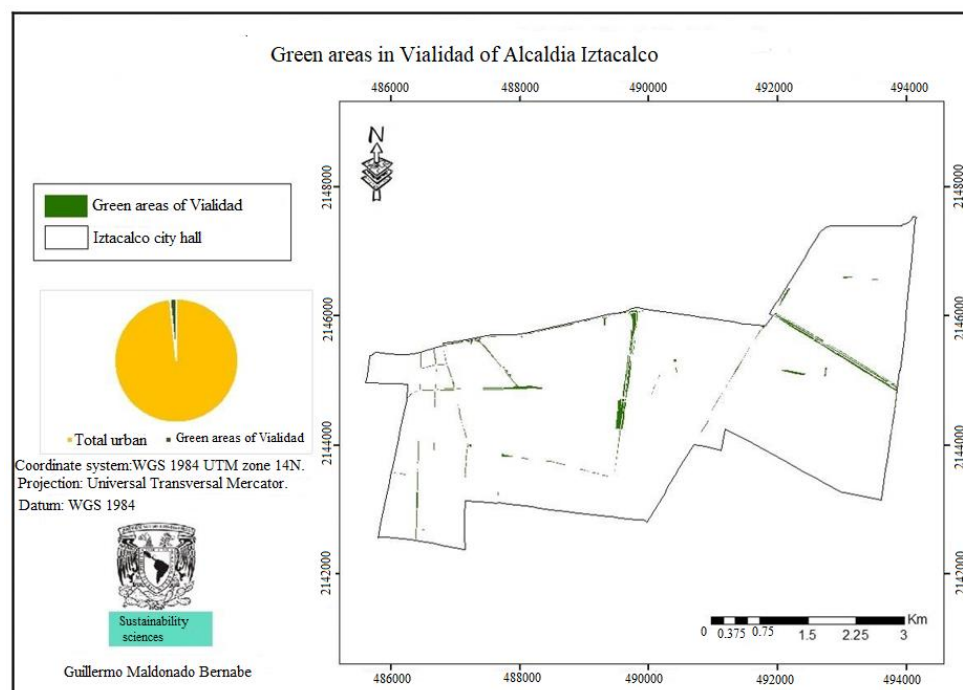 Green areas in Vialidad of Alcaldia Iztacalco
486000 488000 490000 492000 494000
N
2148000 2148000
Green areas of Vialidad
Iztacalco city hall
2146000 2146000
Total urban Green areas of Vialidad
2144000 2144000
Coordinate system:WGS 1984 UTM zone 14N.
Projection: Universal Transversal Mercator.
Datum: WGS 1984
2142000 2142000
Sustainability
sciences
Km
0 0.375 0.75 1.5 2.25 3
Guillermo Maldonado Bernabe
486000 488000 490000 492000 494000